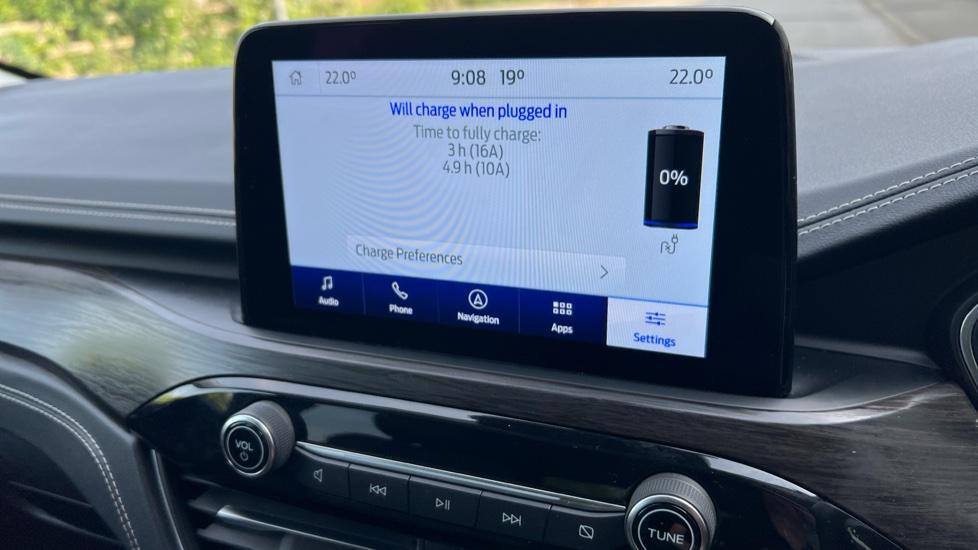 22.0° 9:08 19° 22.0°
Will charge when plugged in
Time to fully charge:
3 h (16A)
4.9 h (10A)
0%
Charge Preferences
Audio Phone Navigation Apps Settings
VOL
TUNE